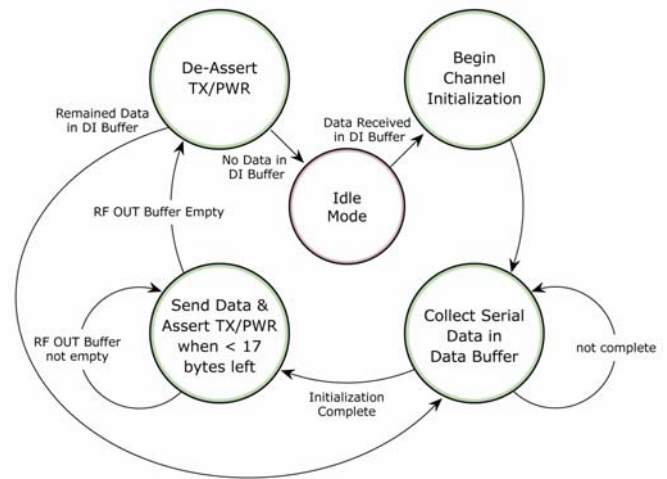 De-Assert
TX/PWR
Begin
Channel
Initialization
Remained Data
in DI Buffer
Data Received
in DI Buffer
No Data in
DI Buffer
Idle
Mode
RF OUT Buffer Empty
Send Data &
Assert TX/PWR
when < 17
bytes left
Collect Serial
Data in
Data Buffer
RF OUT Buffer
not empty
not complete
Initialization
Complete